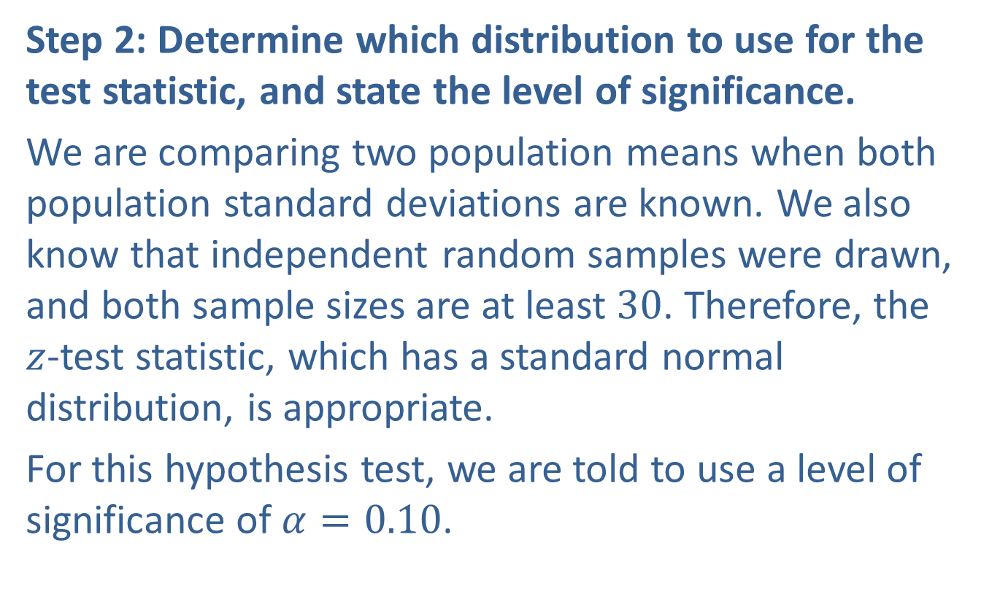 Step 2: Determine which distribution to use for the
test statistic, and state the level of significance.
We are comparing two population means when both
population standard deviations are known. We also
know that independent random samples were drawn,
and both sample sizes are at least 30. Therefore, the
z-test statistic, which has a standard normal
distribution, is appropriate.
For this hypothesis test, we are told to use a level of
significance of α = 0.10.